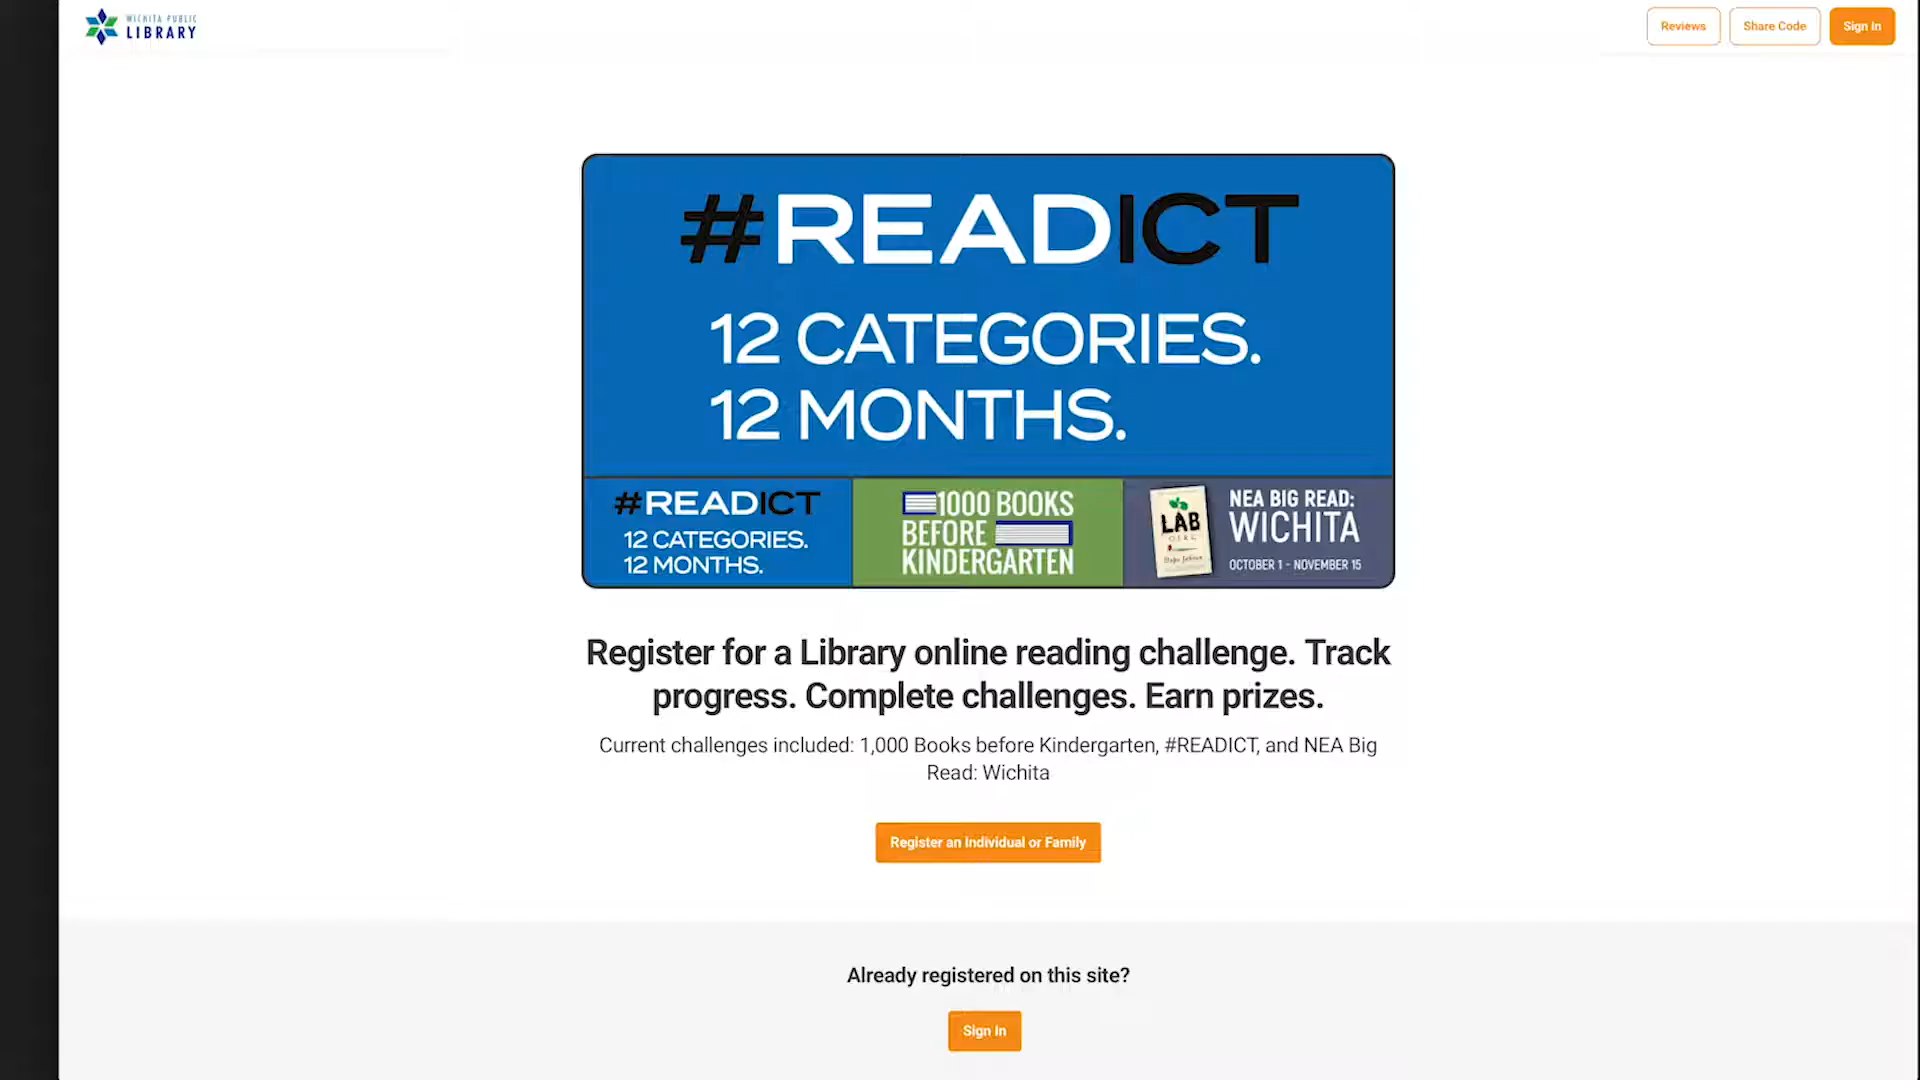 WICHITA PUBLIC
LIBRARY
Reviews
Share Code
Sign In
#READICT
12 CATEGORIES.
12 MONTHS.
#READICT
12 CATEGORIES.
12 MONTHS.
1000 BOOKS
BEFORE
KINDERGARTEN
LAB
GIRL
Hope Jahren
NEA BIG READ:
WICHITA
OCTOBER 1 - NOVEMBER 15
Register for a Library online reading challenge. Track
progress. Complete challenges. Earn prizes.
Current challenges included: 1,000 Books before Kindergarten, #READICT, and NEA Big
Read: Wichita
Register an Individual or Family
Already registered on this site?
Sign In